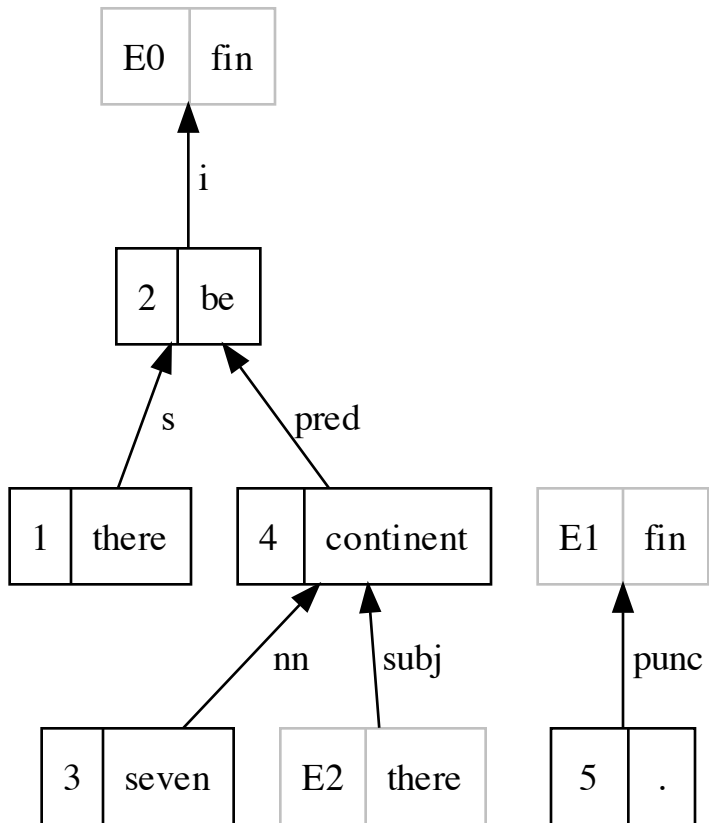 E0 fin
i
2 be
s pred
1 there 4 continent E1 fin
nn subj punc
3 seven E2 there 5 .